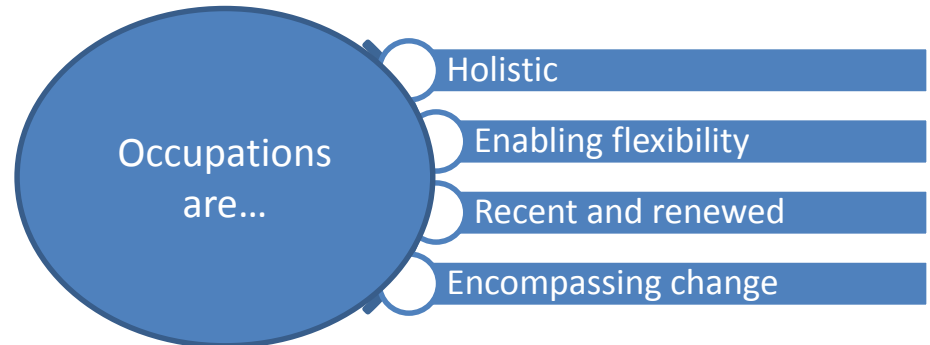 Occupations
are…
Holistic
Enabling flexibility
Recent and renewed
Encompassing change